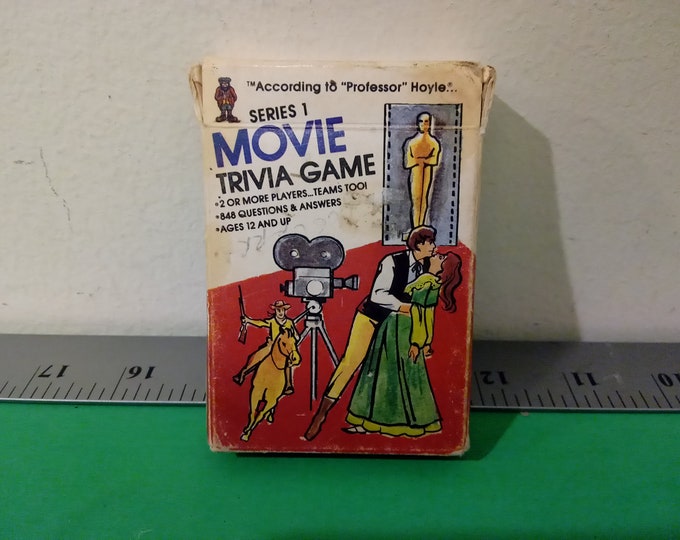 ™According to "Professor" Hoyle®...
SERIES 1
MOVIE
TRIVIA GAME
•2 OR MORE PLAYERS...TEAMS TOO!
•848 QUESTIONS & ANSWERS
•AGES 12 AND UP
17 16 12 11 10